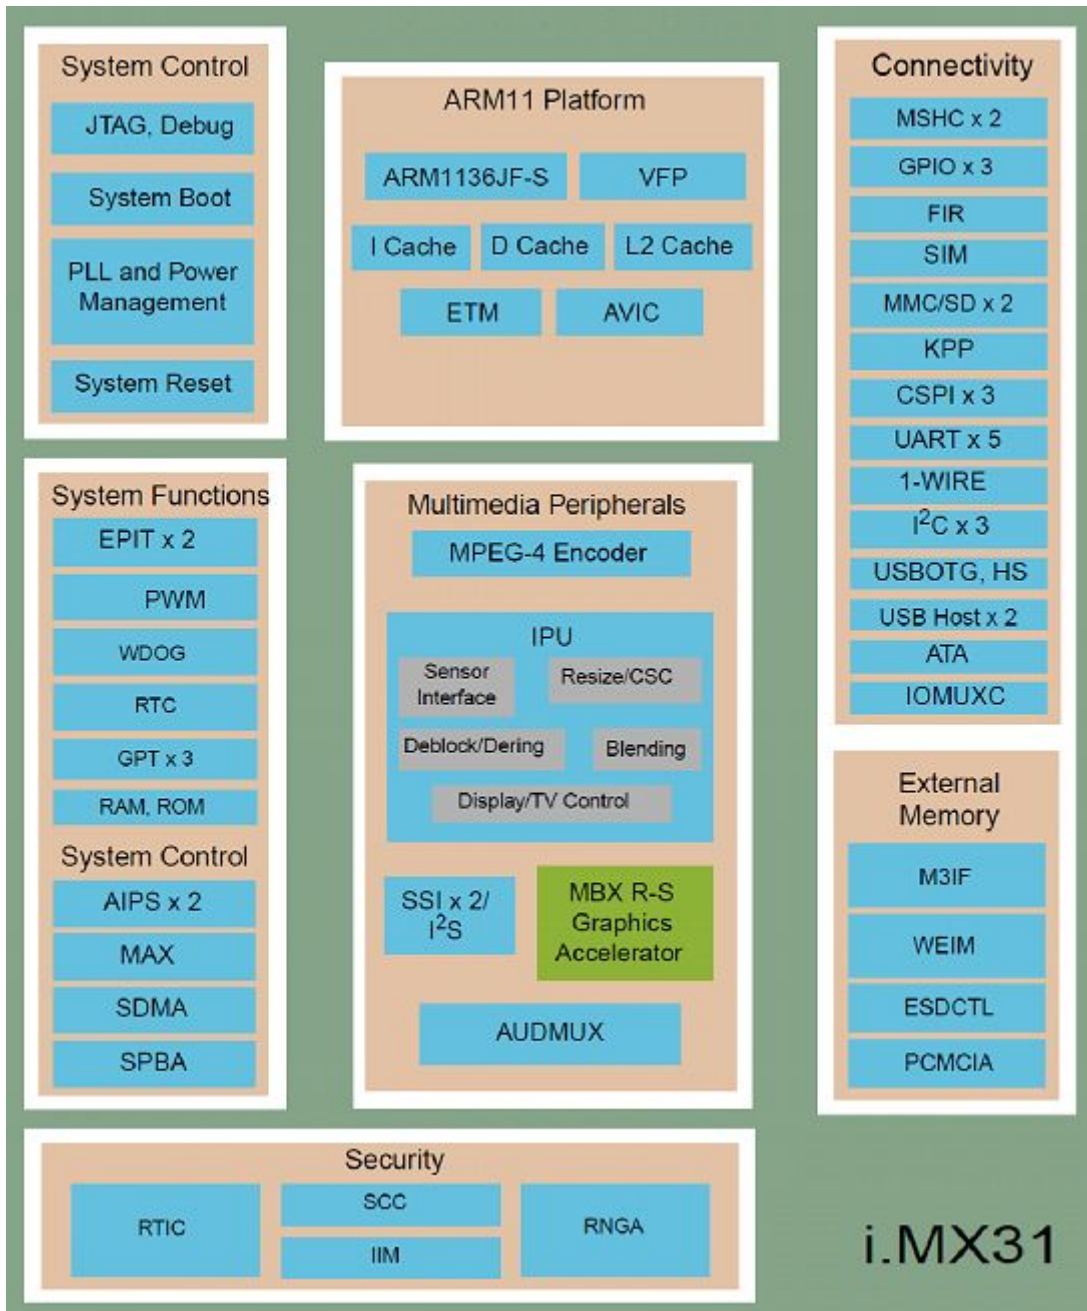 System Control
JTAG, Debug
System Boot
PLL and Power
Management
System Reset
ARM11 Platform
ARM1136JF-S
VFP
I Cache
D Cache
L2 Cache
ETM
AVIC
Connectivity
MSHC x 2
GPIO x 3
FIR
SIM
MMC/SD x 2
KPP
CSPI x 3
UART x 5
1-WIRE
I²C x 3
USBOTG, HS
USB Host x 2
ATA
IOMUXC
System Functions
EPIT x 2
PWM
WDOG
RTC
GPT x 3
RAM, ROM
System Control
AIPS x 2
MAX
SDMA
SPBA
Multimedia Peripherals
MPEG-4 Encoder
IPU
Sensor
Interface
Resize/CSC
Deblock/Dering
Blending
Display/TV Control
SSI x 2/
I²S
MBX R-S
Graphics
Accelerator
AUDMUX
External
Memory
M3IF
WEIM
ESDCTL
PCMCIA
Security
RTIC
SCC
IIM
RNGA
i.MX31